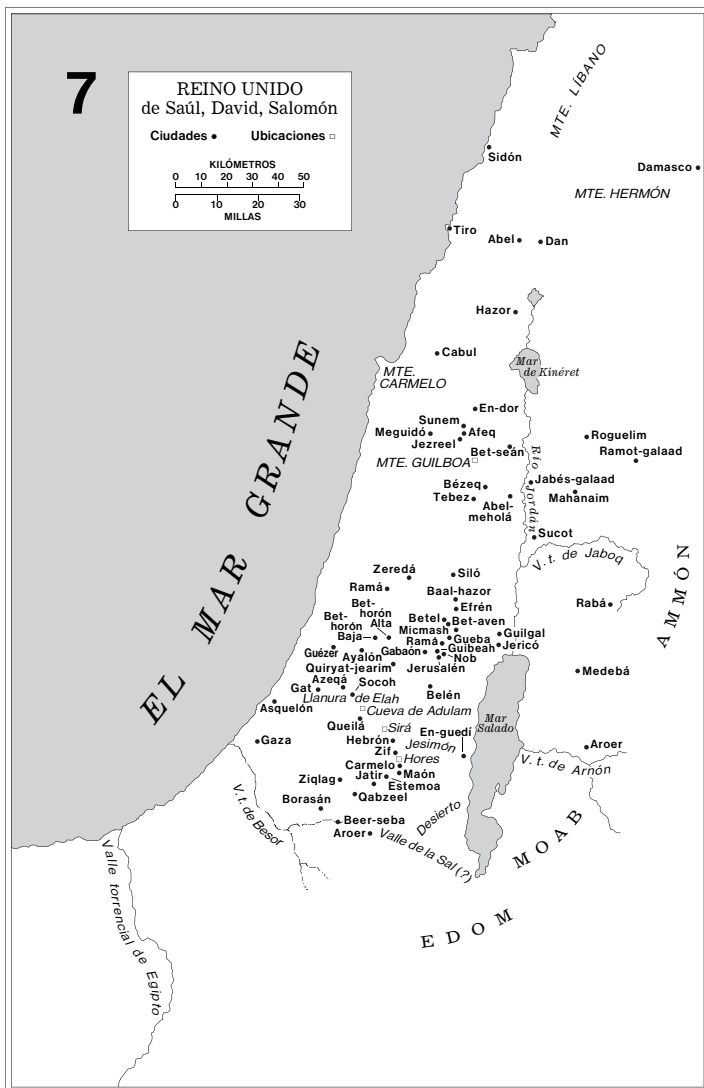 7
REINO UNIDO
de Saúl, David, Salomón
Ciudades
Ubicaciones
KILÓMETROS
0 10 20 30 40 50
0 10 20 30
MILLAS
MTE. LÍBANO
Sidón
Damasco
MTE. HERMÓN
Tiro
Abel
Dan
Hazor
Cabul
Mar
de Kinéret
MTE.
CARMELO
En-dor
Sunem
Meguidó
Afeq
Jezreel
Bet-seán
MTE. GUILBOA
Roguelim
Ramot-galaad
Río Jordán
Bézeq
Tebez
Abel-
meholá
Jabés-galaad
Mahanaim
Sucot
V. t. de Jaboq
EL MAR GRANDE
AMMÓN
Zeredá
Siló
Ramá
Baal-hazor
Efrén
Rabá
Bet-
horón
Alta
Bet-
horón
Baja
Betel
Bet-aven
Micmash
Gueba
Guilgal
Ramá
Jericó
Guézer
Ayalón
Gabaón
Guibeah
Nob
Quiryat-jearim
Jerusalén
Medebá
Azeqá
Socoh
Gat
Llanura de Elah
Belén
Asquelón
Cueva de Adulam
Queilá
Sirá
En-guedí
Mar
Salado
Gaza
Hebrón
Jesimón
Zif
Hores
Aroer
V. t. de Arnón
Carmelo
Maón
Ziqlag
Jatir
Estemoa
Borasán
Qabzeel
V. t. de Besor
Beer-seba
Aroer
Desierto
Valle de la Sal (?)
MOAB
EDOM
Valle torrencial de Egipto